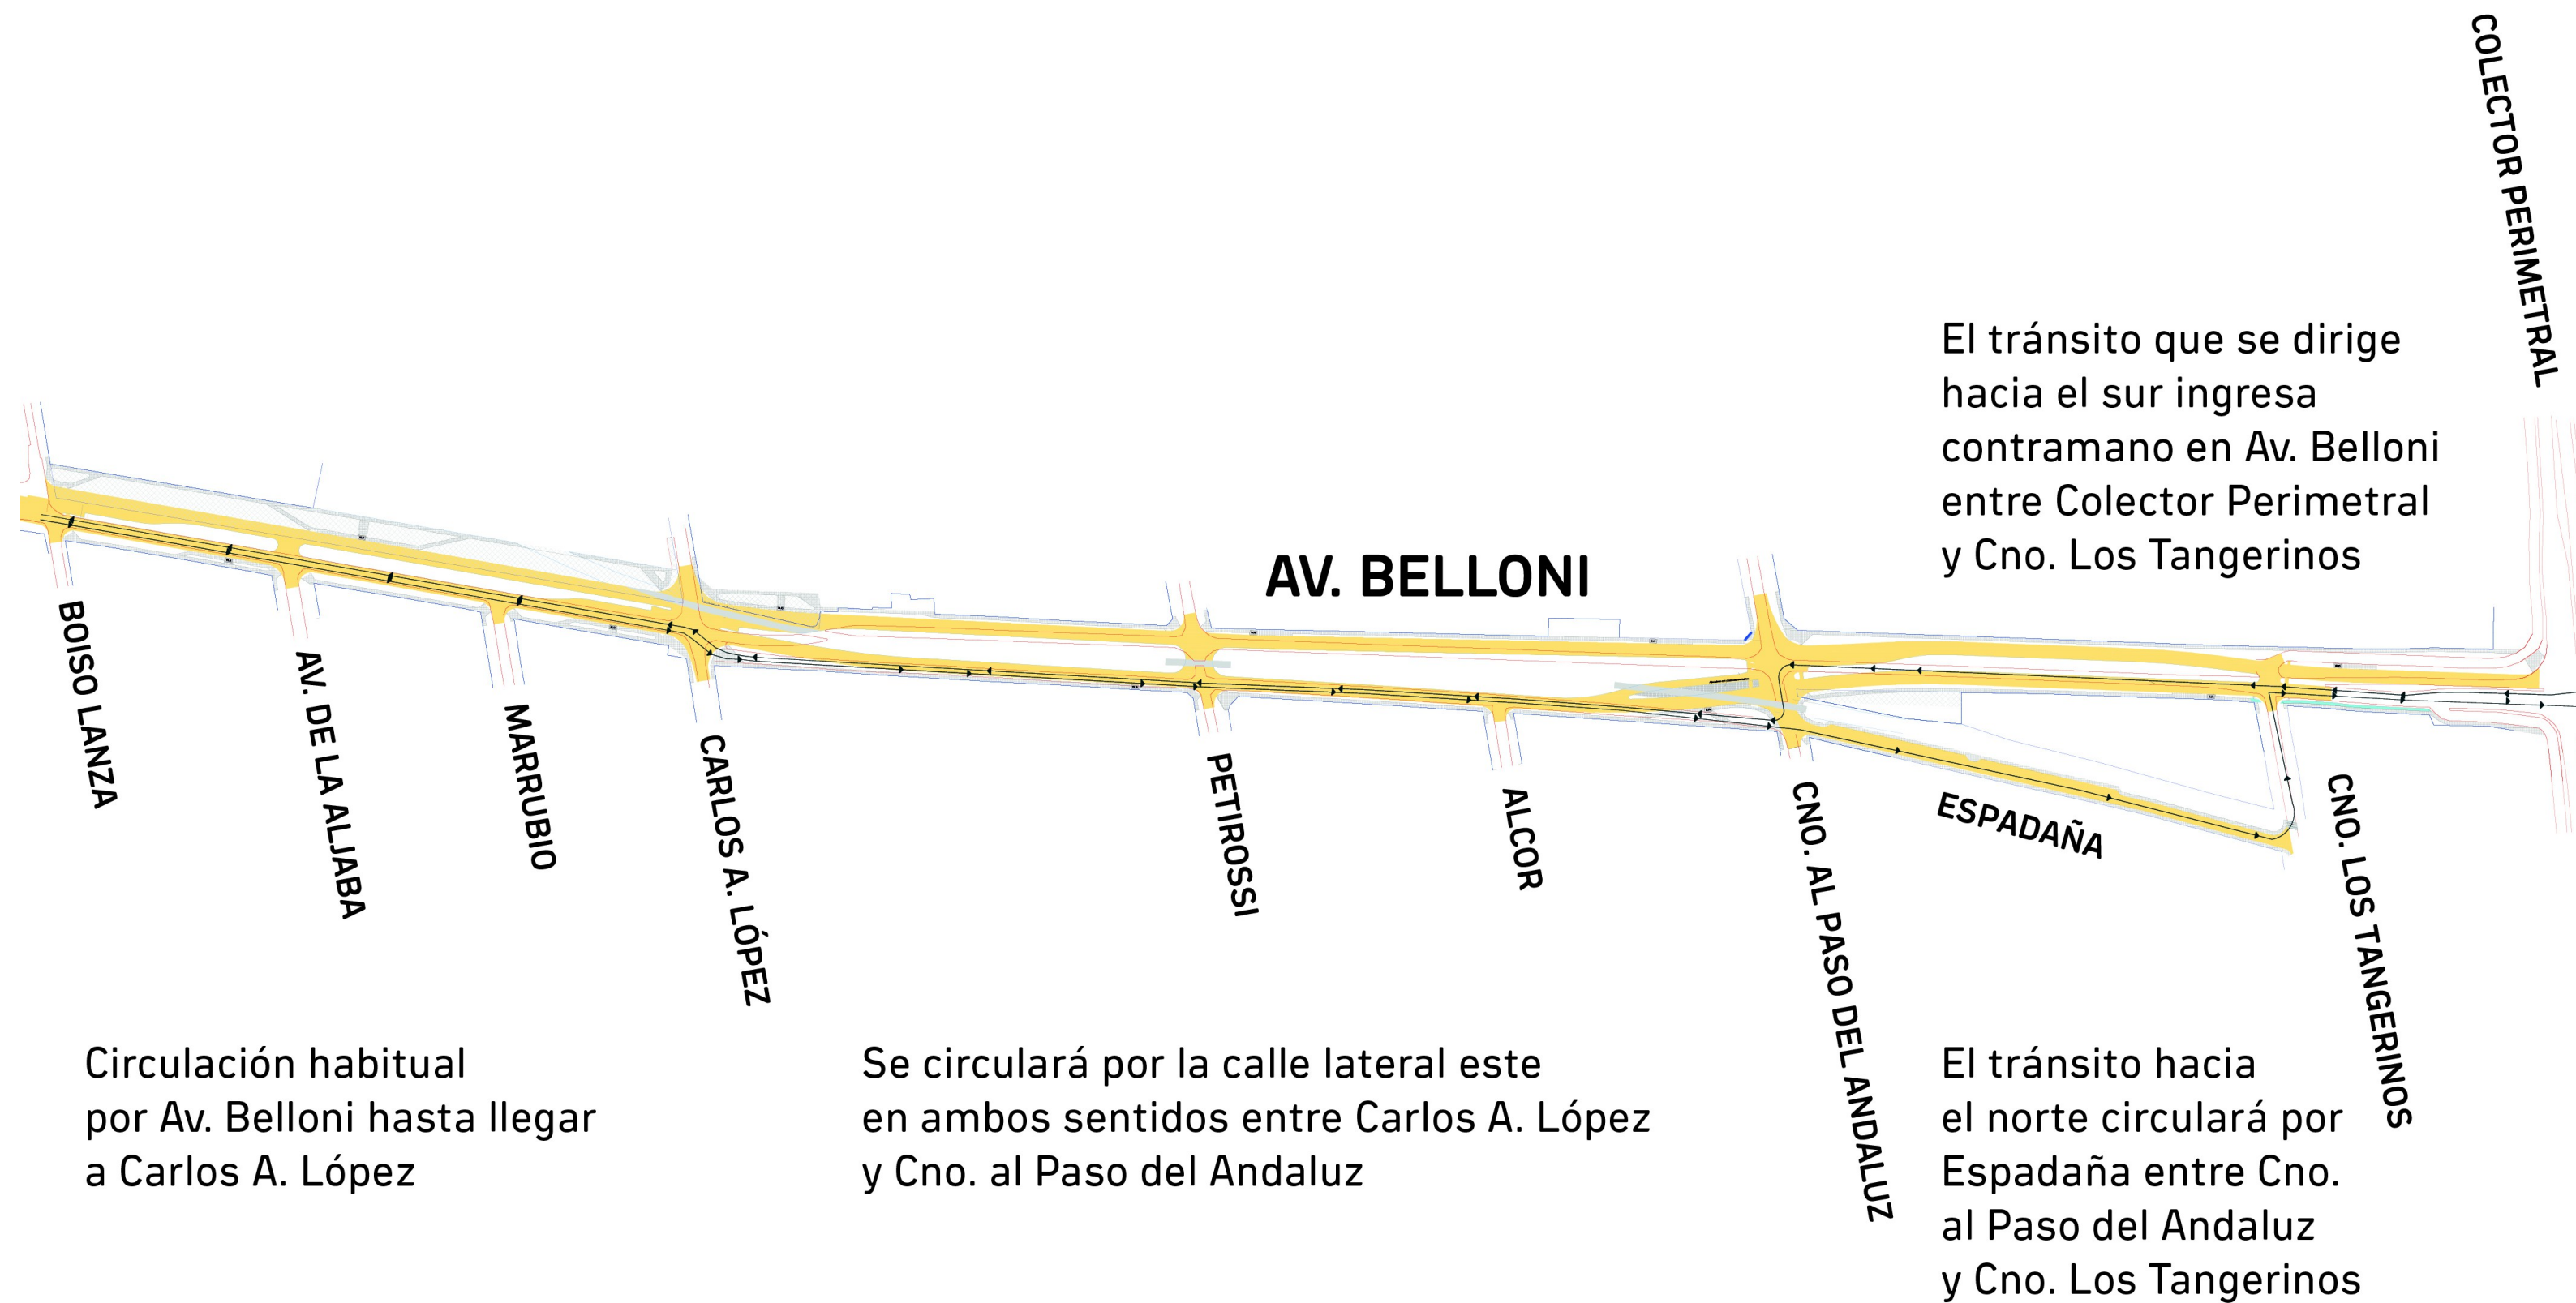 COLECTOR PERIMETRAL
El tránsito que se dirige
hacia el sur ingresa
contramano en Av. Belloni
entre Colector Perimetral
y Cno. Los Tangerinos
AV. BELLONI
BOISO LANZA
AV. DE LA ALJABA
MARRUBIO
CARLOS A. LÓPEZ
PETIROSSI
ALCOR
CNO. AL PASO DEL ANDALUZ
ESPADAÑA
CNO. LOS TANGERINOS
Circulación habitual
por Av. Belloni hasta llegar
a Carlos A. López
Se circulará por la calle lateral este
en ambos sentidos entre Carlos A. López
y Cno. al Paso del Andaluz
El tránsito hacia
el norte circulará por
Espadaña entre Cno.
al Paso del Andaluz
y Cno. Los Tangerinos